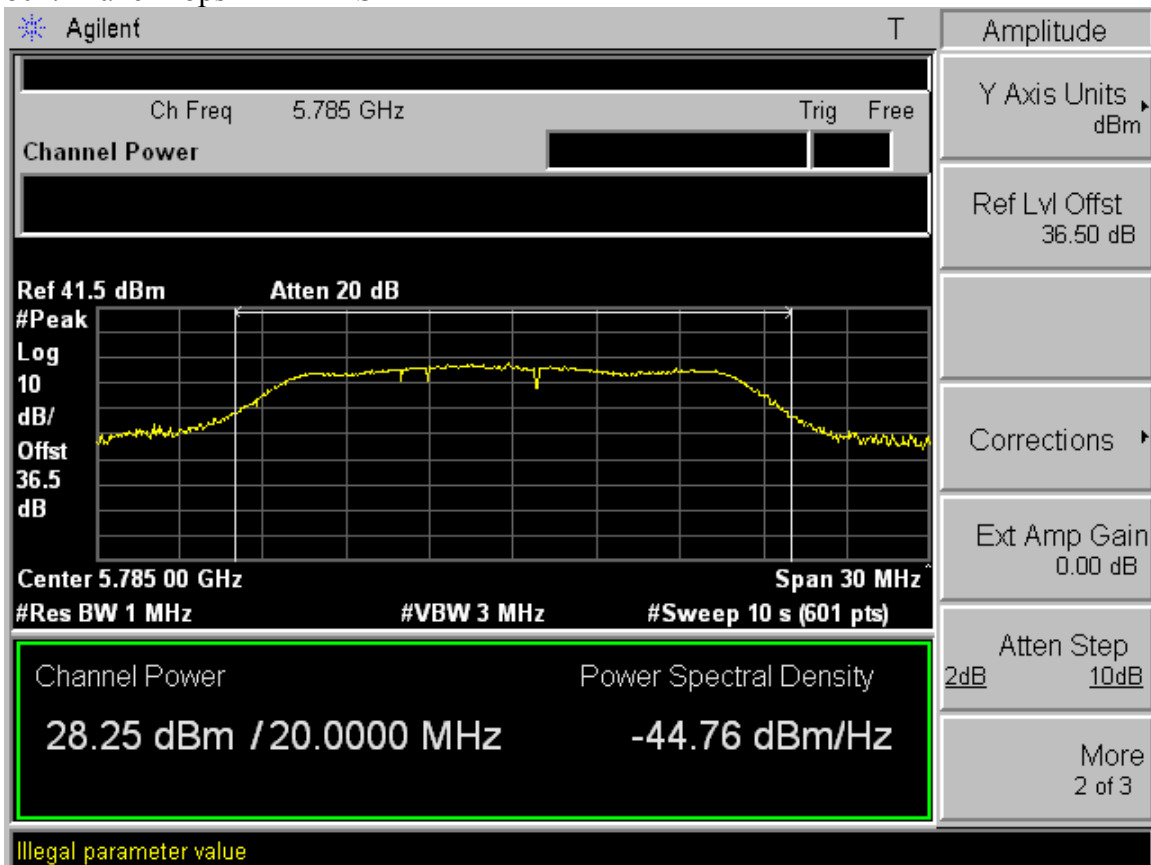 Agilent T
Amplitude
Ch Freq 5.785 GHz Trig Free
Channel Power
Ref 41.5 dBm Atten 20 dB
#Peak
Log
10
dB/
Offst
36.5
dB
Center 5.785 00 GHz Span 30 MHz
#Res BW 1 MHz #VBW 3 MHz #Sweep 10 s (601 pts)
Channel Power Power Spectral Density
28.25 dBm / 20.0000 MHz -44.76 dBm/Hz
Illegal parameter value
Y Axis Units
dBm
Ref Lvl Offst
36.50 dB
Corrections
Ext Amp Gain
0.00 dB
Atten Step
2dB 10dB
More
2 of 3